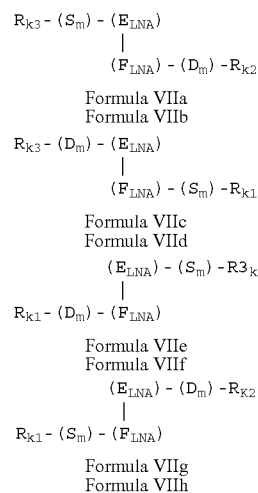 Rk3-(Sm)-(ELNA)
|
(FLNA)-(Dm)-Rk2
Formula VIIa
Formula VIIb
Rk3-(Dm)-(ELNA)
|
(FLNA)-(Sm)-Rk1
Formula VIIc
Formula VIId
(ELNA)-(Sm)-R3k
|
Rk1-(Dm)-(FLNA)
Formula VIIe
Formula VIIf
(ELNA)-(Dm)-RK2
|
Rk1-(Sm)-(FLNA)
Formula VIIg
Formula VIIh